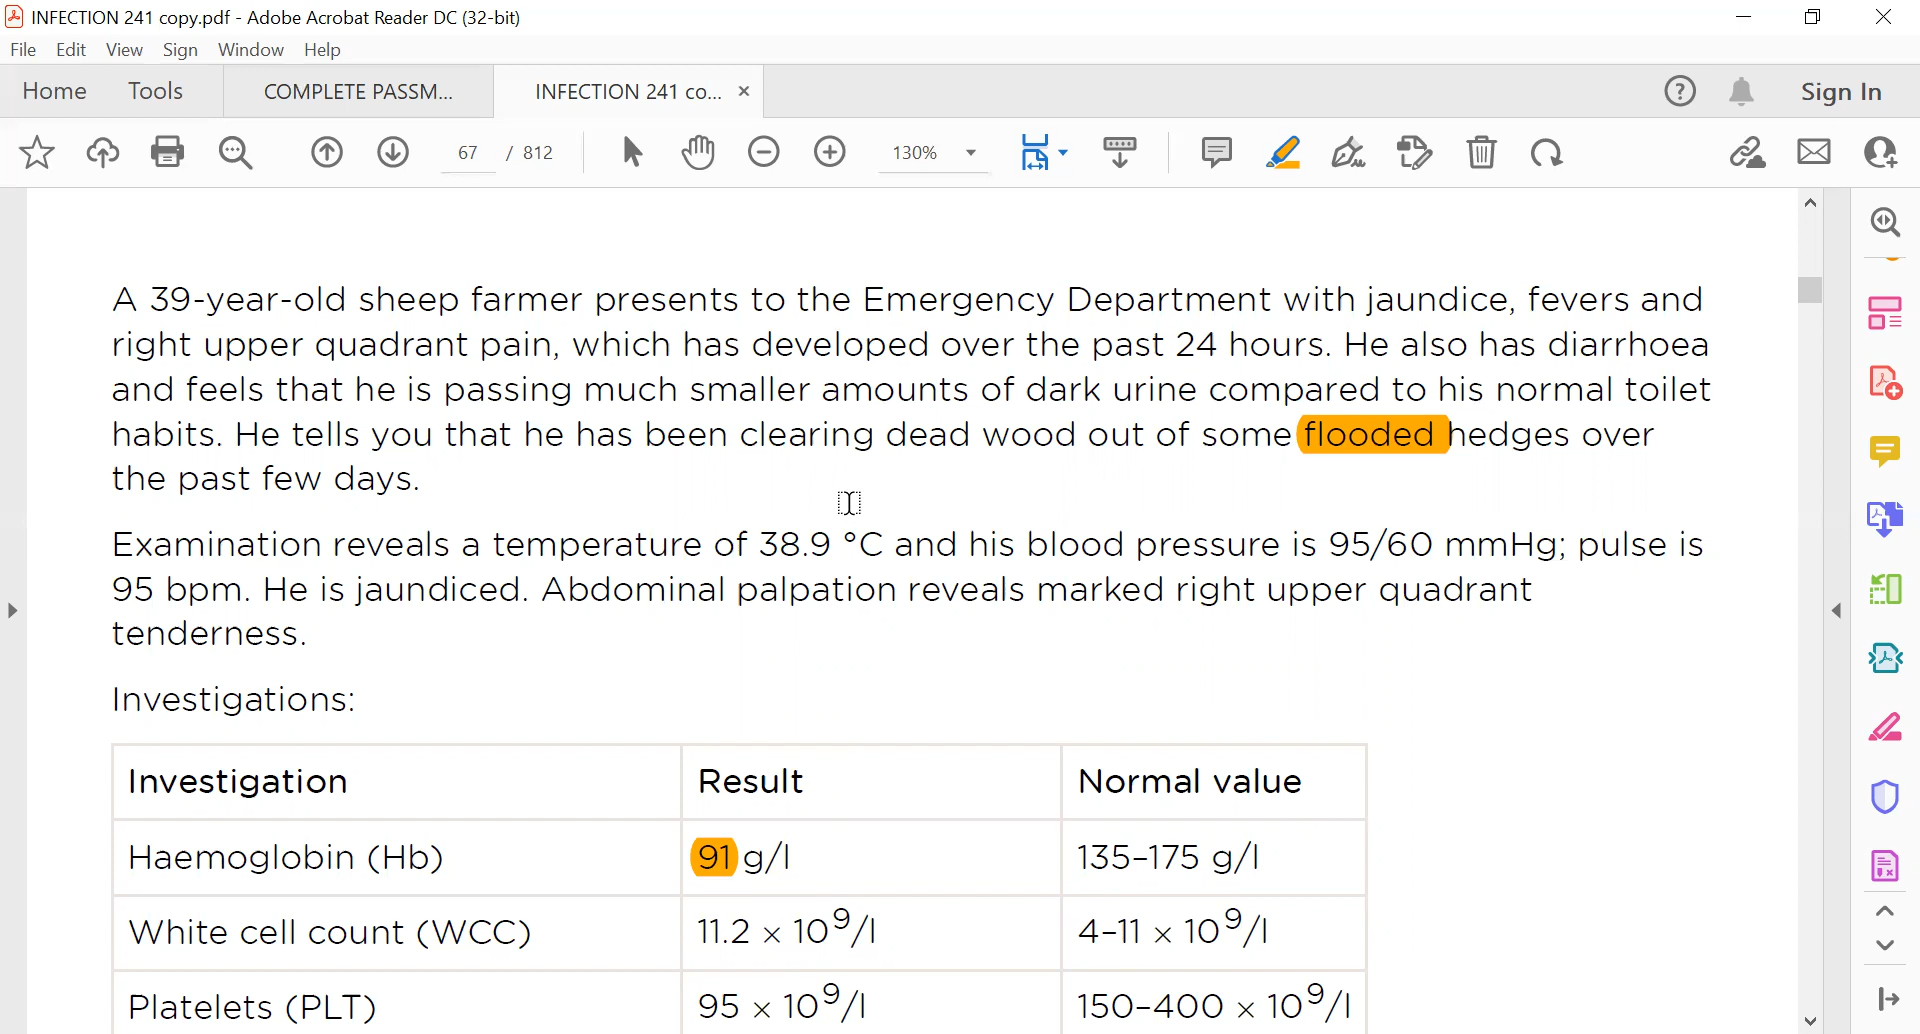 INFECTION 241 copy.pdf - Adobe Acrobat Reader DC (32-bit)
File Edit View Sign Window Help
Home Tools COMPLETE PASSM... INFECTION 241 co... × Sign In
67 / 812 130%
A 39-year-old sheep farmer presents to the Emergency Department with jaundice, fevers and
right upper quadrant pain, which has developed over the past 24 hours. He also has diarrhoea
and feels that he is passing much smaller amounts of dark urine compared to his normal toilet
habits. He tells you that he has been clearing dead wood out of some flooded hedges over
the past few days.
Examination reveals a temperature of 38.9 °C and his blood pressure is 95/60 mmHg; pulse is
95 bpm. He is jaundiced. Abdominal palpation reveals marked right upper quadrant
tenderness.
Investigations:
Investigation Result Normal value
Haemoglobin (Hb) 91 g/l 135–175 g/l
White cell count (WCC) 11.2 × 10⁹/l 4–11 × 10⁹/l
Platelets (PLT) 95 × 10⁹/l 150–400 × 10⁹/l